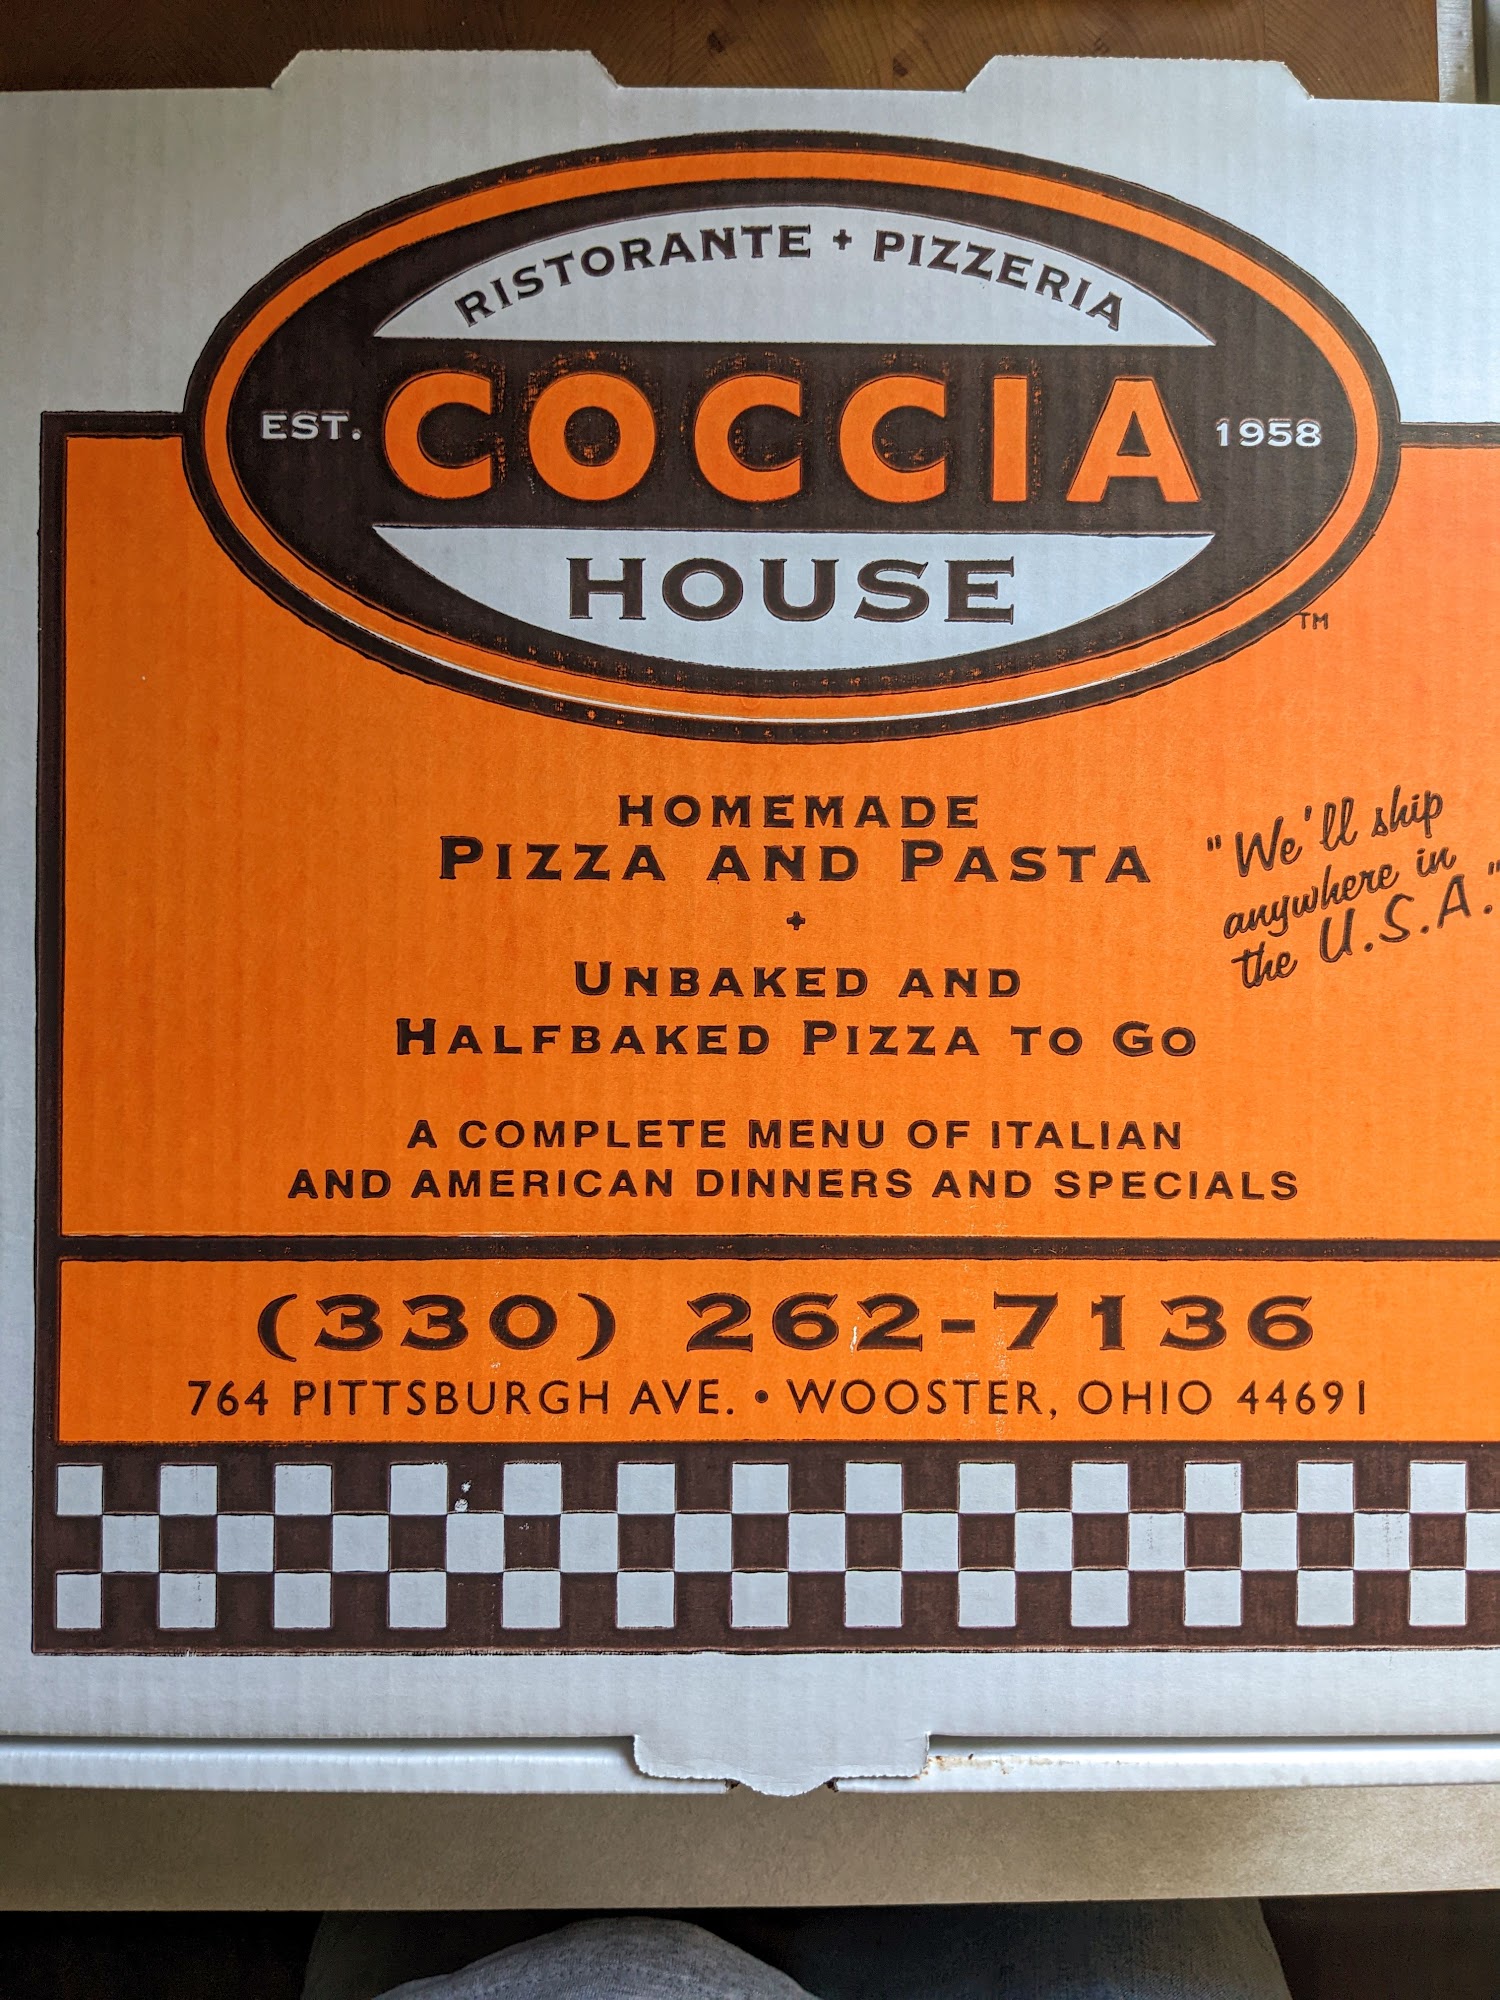 RISTORANTE + PIZZERIA
EST. COCCIA 1958
HOUSE
TM
HOMEMADE
PIZZA AND PASTA
+
UNBAKED AND
HALFBAKED PIZZA TO GO
"We'll ship
anywhere in
the U.S.A."
A COMPLETE MENU OF ITALIAN
AND AMERICAN DINNERS AND SPECIALS
(330) 262-7136
764 PITTSBURGH AVE. • WOOSTER, OHIO 44691